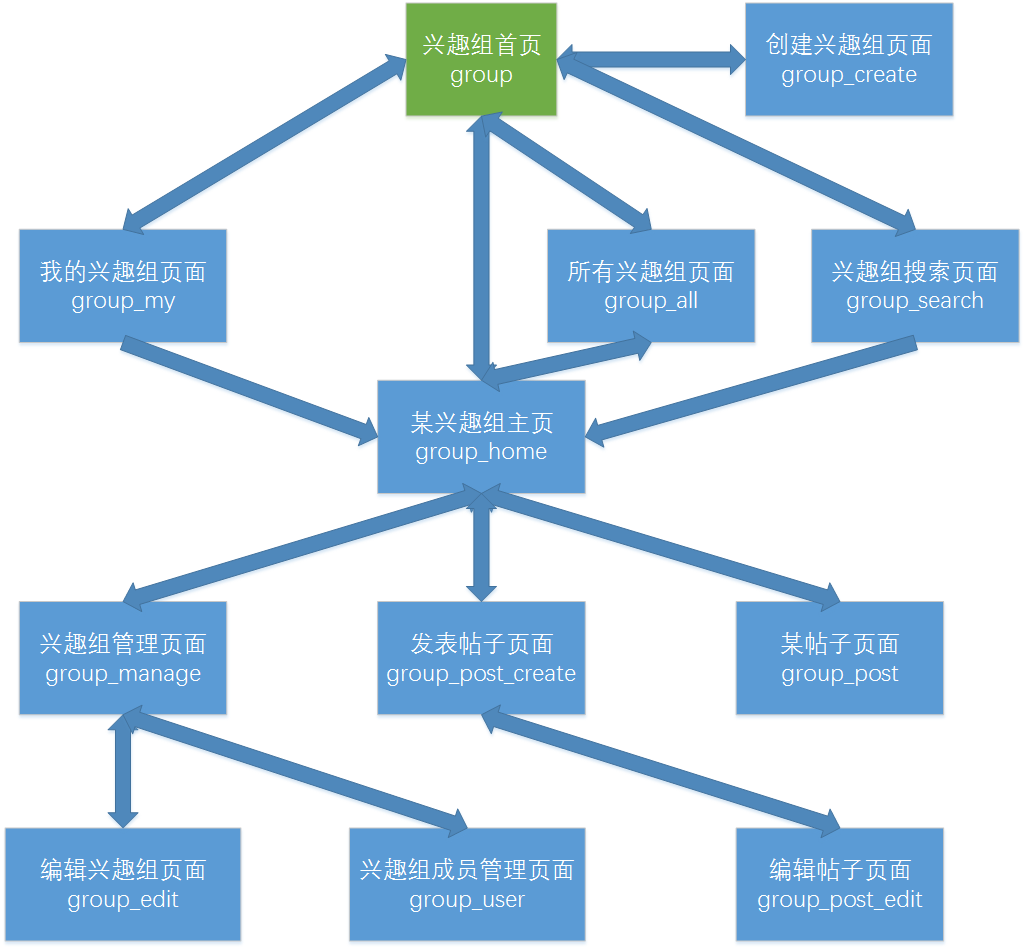 兴趣组首页
group
创建兴趣组页面
group_create
我的兴趣组页面
group_my
所有兴趣组页面
group_all
兴趣组搜索页面
group_search
某兴趣组主页
group_home
兴趣组管理页面
group_manage
发表帖子页面
group_post_create
某帖子页面
group_post
编辑兴趣组页面
group_edit
兴趣组成员管理页面
group_user
编辑帖子页面
group_post_edit